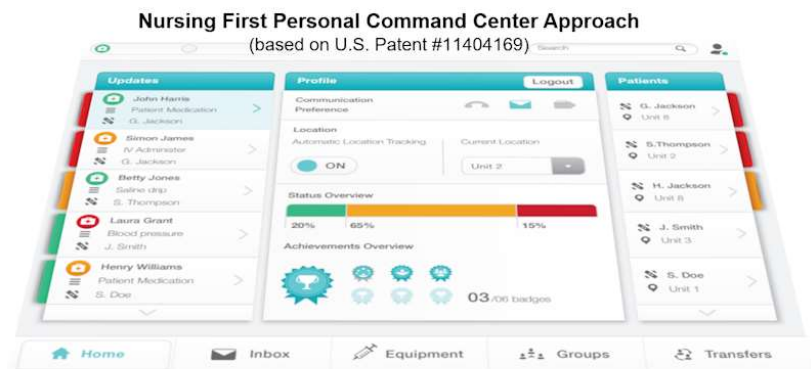 Nursing First Personal Command Center Approach
(based on U.S. Patent #11404169)
Search
Updates
John Harris
Patient Medication
G. Jackson
Simon James
IV Administer
G. Jackson
Betty Jones
Saline drip
S. Thompson
Laura Grant
Blood pressure
J. Smith
Henry Williams
Patient Medication
S. Doe
Profile
Logout
Communication
Preference
Location
Automatic Location Tracking
Current Location
ON
Unit 2
Status Overview
20% 65% 15%
Achievements Overview
03/06 badges
Patients
G. Jackson
Unit 8
S.Thompson
Unit 2
H. Jackson
Unit 8
J. Smith
Unit 3
S. Doe
Unit 1
Home Inbox Equipment Groups Transfers